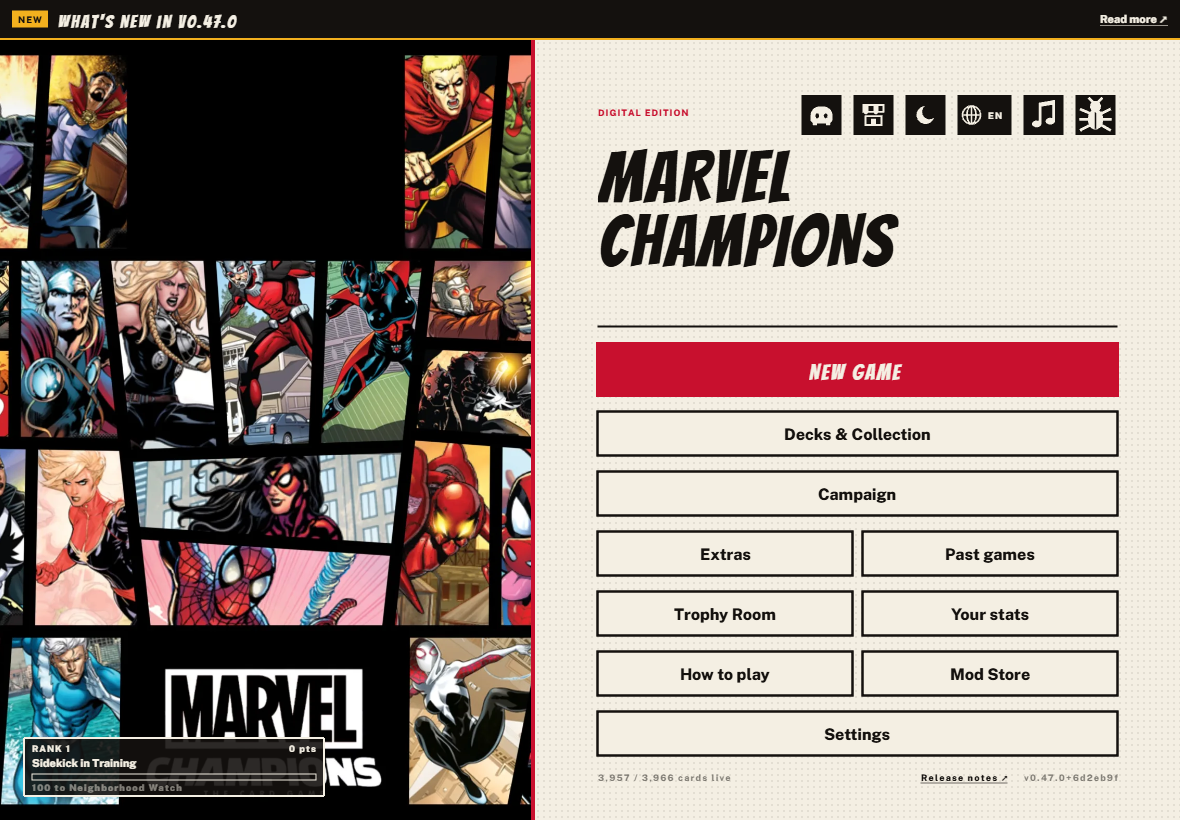 NEW WHAT'S NEW IN V0.47.0
Read more ↗
DIGITAL EDITION
EN
MARVEL
CHAMPIONS
NEW GAME
Decks & Collection
Campaign
Extras
Past games
Trophy Room
Your stats
How to play
Mod Store
Settings
3,957 / 3,966 cards live
Release notes ↗
v0.47.0+6d2eb9f
MARVEL
CHAMPIONS
RANK 1
0 pts
Sidekick in Training
100 to Neighborhood Watch